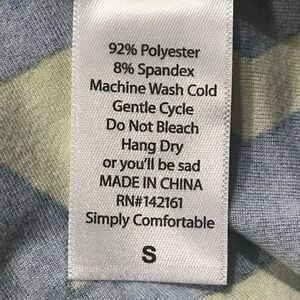 92% Polyester
8% Spandex
Machine Wash Cold
Gentle Cycle
Do Not Bleach
Hang Dry
or you'll be sad
MADE IN CHINA
RN#142161
Simply Comfortable
S